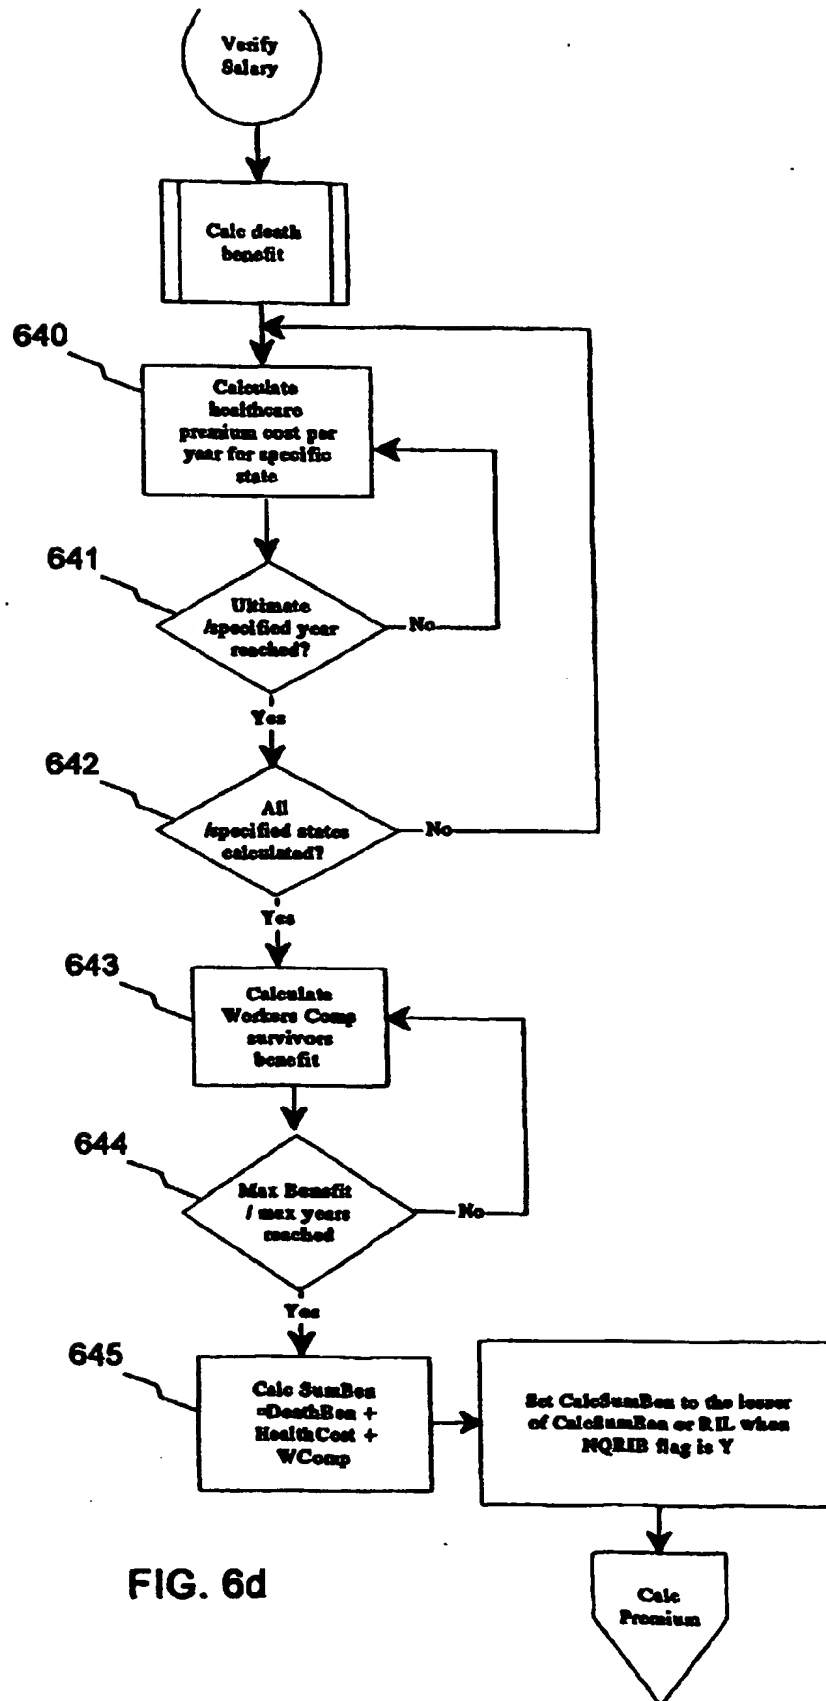 Verify
Salary
Calc death
benefit
640
Calculate
healthcare
premium cost per
year for specific
state
641
Ultimate
/specified year
reached?
No
Yes
642
All
/specified states
calculated?
No
Yes
643
Calculate
Workers Comp
survivors
benefit
644
Max Benefit
/ max years
reached
No
Yes
645
Calc SumBen
=DeathBen +
HealthCost +
WComp
Set CalcSumBen to the lesser
of CalcSumBen or RIL when
NQRIB flag is Y
Calc
Premium
FIG. 6d